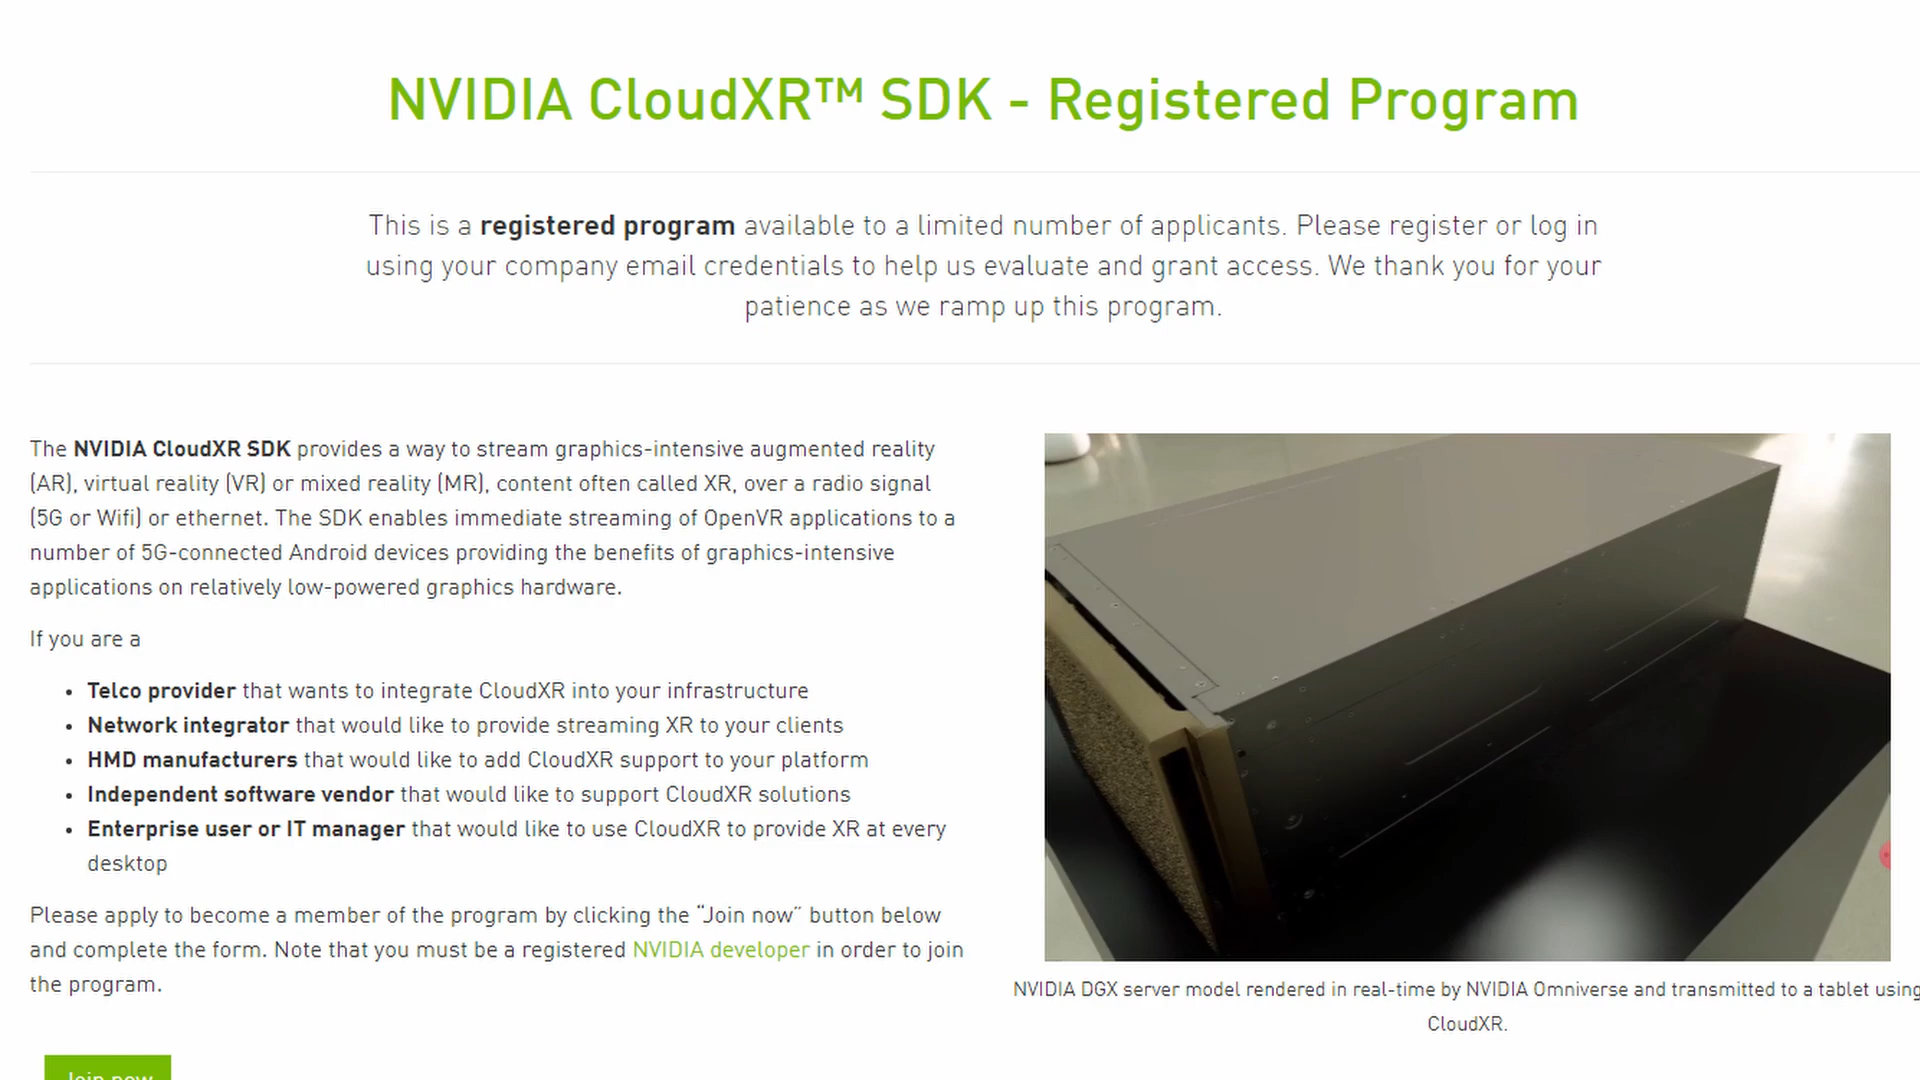 NVIDIA CloudXR™ SDK - Registered Program
This is a registered program available to a limited number of applicants. Please register or log in
using your company email credentials to help us evaluate and grant access. We thank you for your
patience as we ramp up this program.
The NVIDIA CloudXR SDK provides a way to stream graphics-intensive augmented reality
(AR), virtual reality (VR) or mixed reality (MR), content often called XR, over a radio signal
(5G or Wifi) or ethernet. The SDK enables immediate streaming of OpenVR applications to a
number of 5G-connected Android devices providing the benefits of graphics-intensive
applications on relatively low-powered graphics hardware.
If you are a
• Telco provider that wants to integrate CloudXR into your infrastructure
• Network integrator that would like to provide streaming XR to your clients
• HMD manufacturers that would like to add CloudXR support to your platform
• Independent software vendor that would like to support CloudXR solutions
• Enterprise user or IT manager that would like to use CloudXR to provide XR at every
desktop
Please apply to become a member of the program by clicking the “Join now” button below
and complete the form. Note that you must be a registered NVIDIA developer in order to join
the program.
NVIDIA DGX server model rendered in real-time by NVIDIA Omniverse and transmitted to a tablet using
CloudXR.
Join now